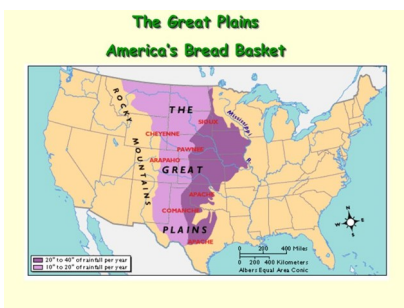 The Great Plains
America's Bread Basket
THE
ROCKY MOUNTAINS
SIOUX
Mississippi R.
CHEYENNE
PAWNEE
ARAPAHO
GREAT
APACHE
COMANCHE
PLAINS
APACHE
N
W E
S
0 200 400 Miles
0 200 400 Kilometers
Albers Equal Area Conic
20" to 40" of rainfall per year
10" to 20" of rainfall per year